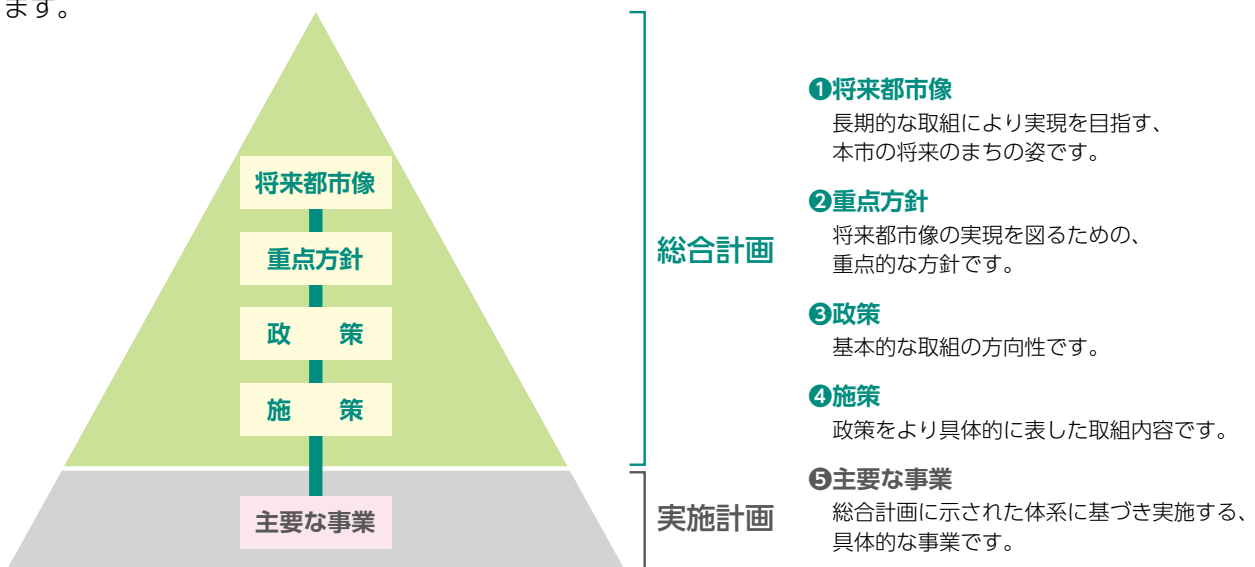 ます。
将来都市像
重点方針
政　策
施　策
主要な事業
総合計画
実施計画
❶将来都市像
長期的な取組により実現を目指す、
本市の将来のまちの姿です。
❷重点方針
将来都市像の実現を図るための、
重点的な方針です。
❸政策
基本的な取組の方向性です。
❹施策
政策をより具体的に表した取組内容です。
❺主要な事業
総合計画に示された体系に基づき実施する、
具体的な事業です。